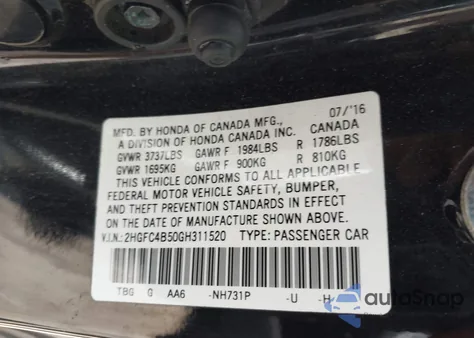 MFD. BY HONDA OF CANADA MFG., 07/'16
A DIVISION OF HONDA CANADA INC. CANADA
GVWR 3737LBS GAWR F 1984LBS R 1786LBS
GVWR 1695KG GAWR F 900KG R 810KG
THIS VEHICLE CONFORMS TO ALL APPLICABLE
FEDERAL MOTOR VEHICLE SAFETY, BUMPER,
AND THEFT PREVENTION STANDARDS IN EFFECT
ON THE DATE OF MANUFACTURE SHOWN ABOVE.
V.I.N.: 2HGFC4B50GH311520 TYPE: PASSENGER CAR
TBG G AA6 -NH731P -U -H
autoSnap